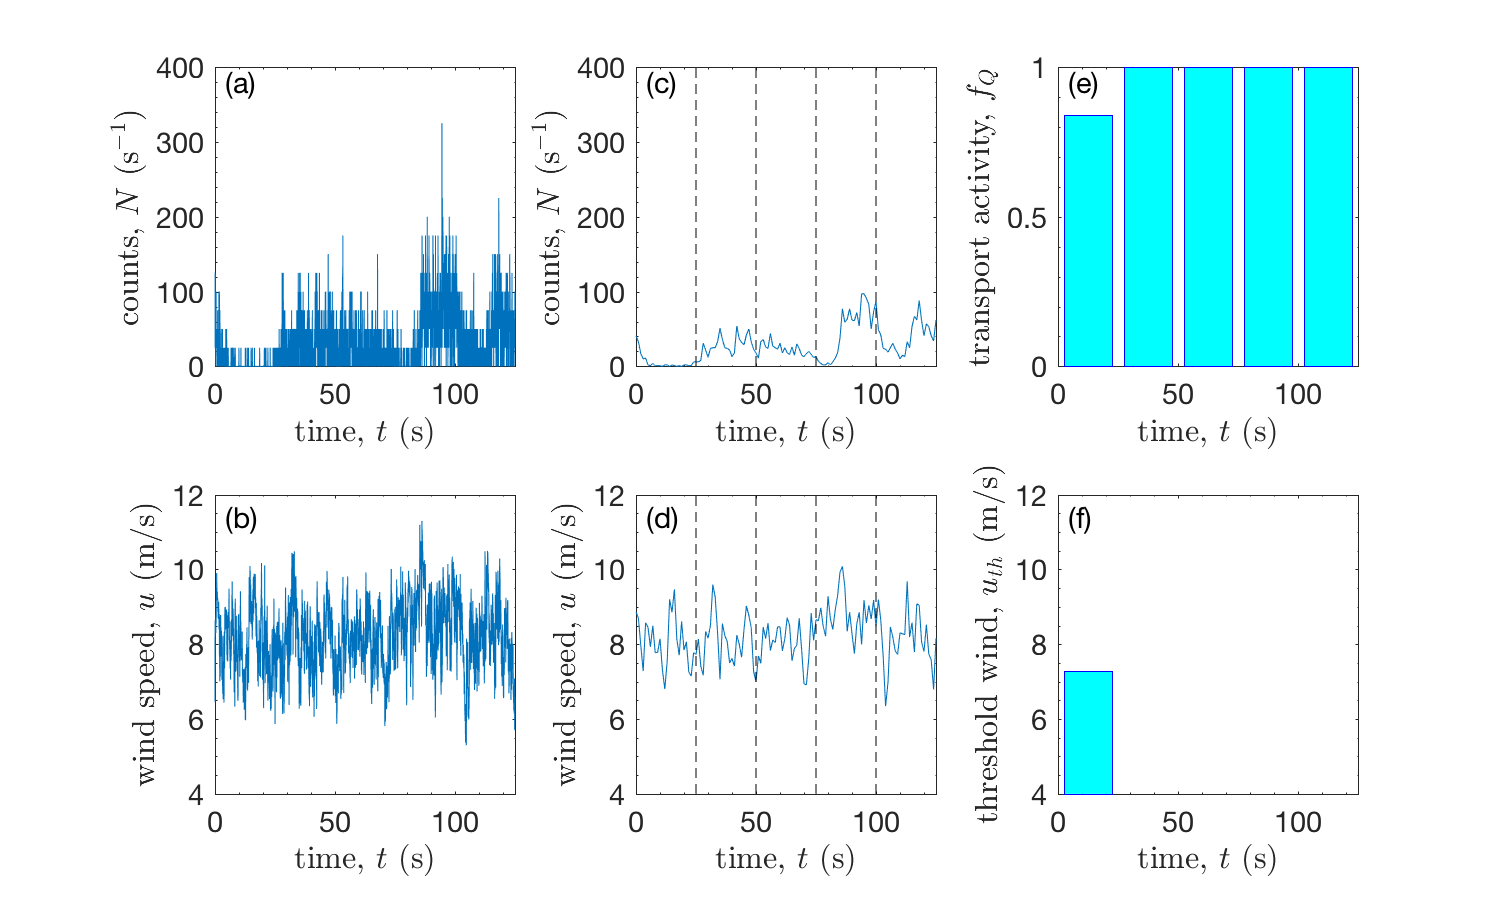 (a)
400
300
200
100
0
0 50 100
counts, N (s⁻¹)
time, t (s)
(c)
400
300
200
100
0
0 50 100
counts, N (s⁻¹)
time, t (s)
(e)
1
0.5
0
0 50 100
transport activity, f_Q
time, t (s)
(b)
12
10
8
6
4
0 50 100
wind speed, u (m/s)
time, t (s)
(d)
12
10
8
6
4
0 50 100
wind speed, u (m/s)
time, t (s)
(f)
12
10
8
6
4
0 50 100
threshold wind, u_th (m/s)
time, t (s)